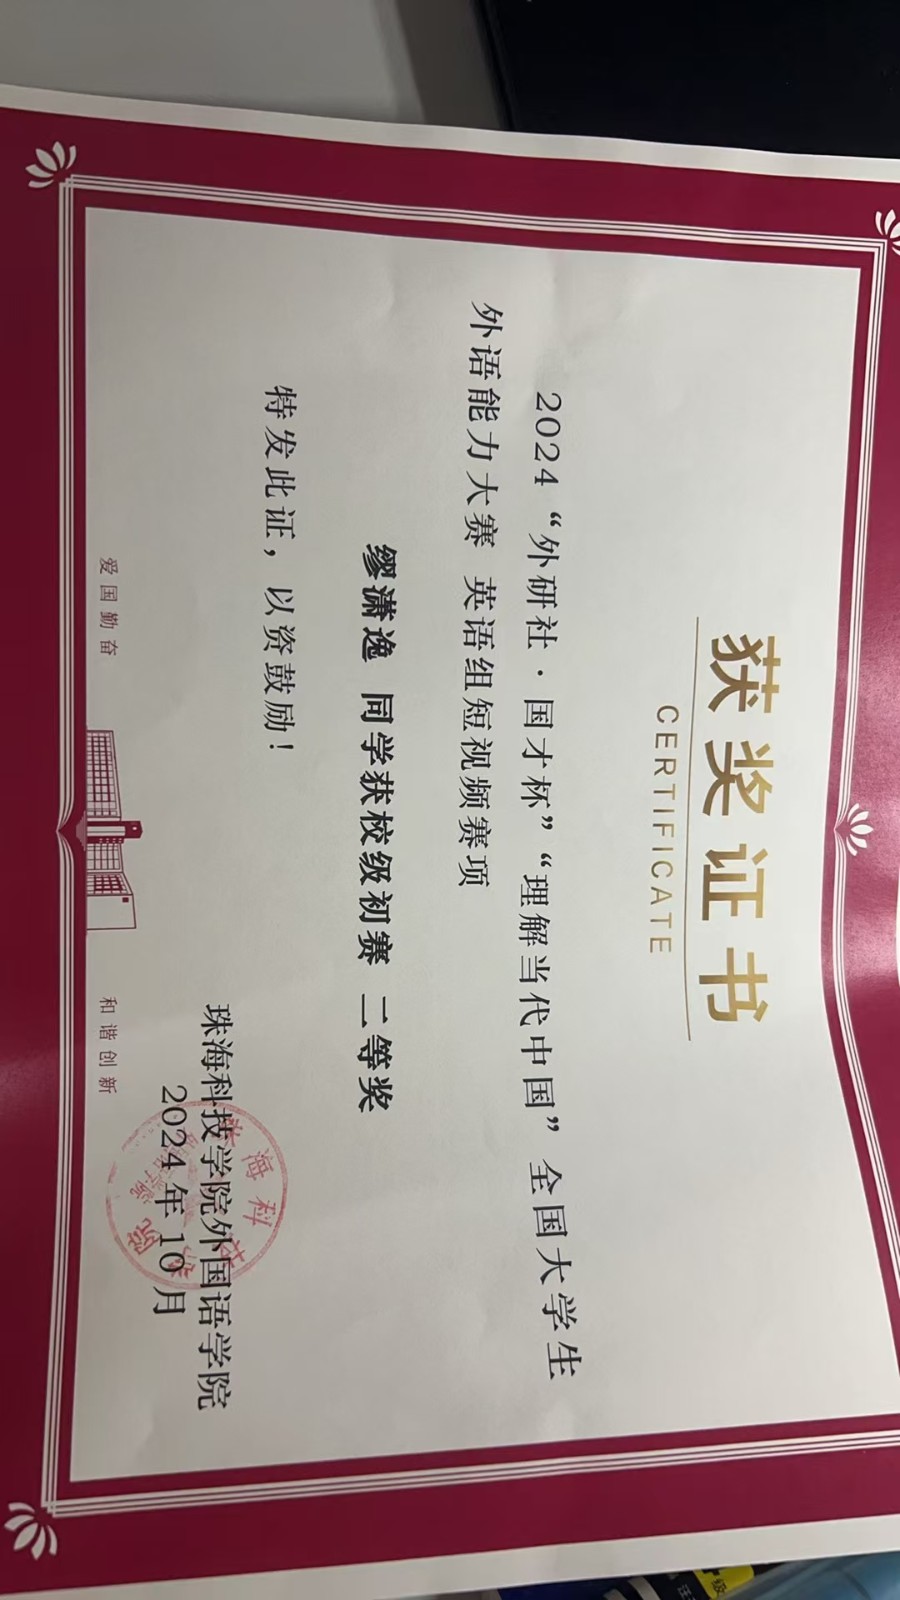 获奖证书
CERTIFICATE
2024“外研社·国才杯”“理解当代中国”全国大学生
外语能力大赛 英语组短视频赛项
缪潇逸 同学获校级初赛 二等奖
特发此证，以资鼓励！
珠海科技学院外国语学院
2024年10月
爱国勤奋
和谐创新